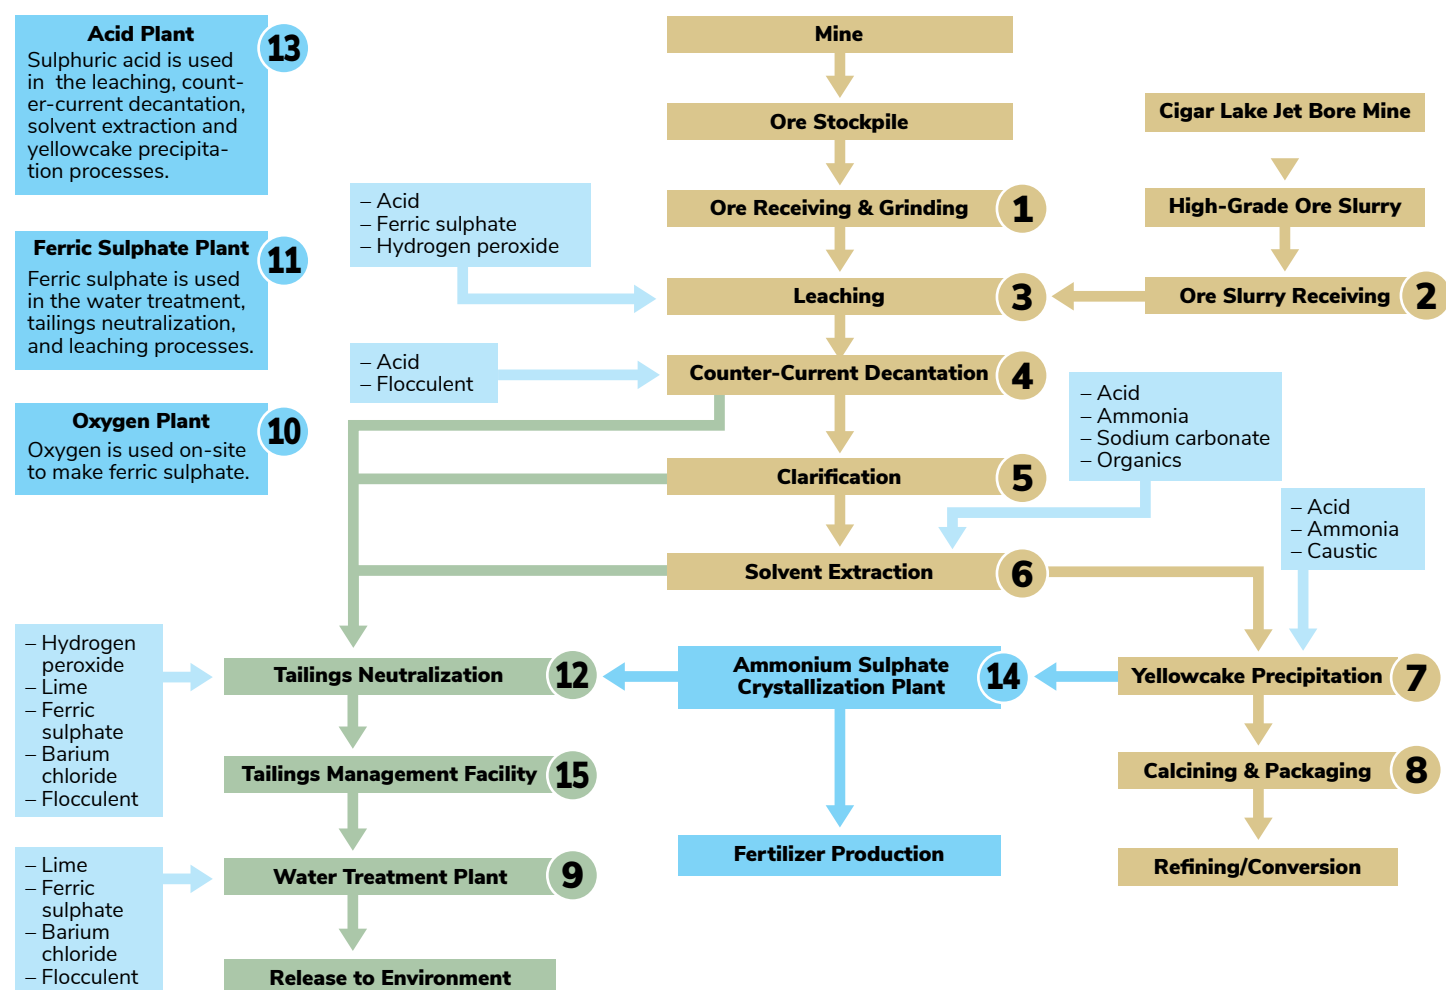 Acid Plant
13
Sulphuric acid is used
in the leaching, count-
er-current decantation,
solvent extraction and
yellowcake precipita-
tion processes.
Ferric Sulphate Plant
11
Ferric sulphate is used
in the water treatment,
tailings neutralization,
and leaching processes.
Oxygen Plant
10
Oxygen is used on-site
to make ferric sulphate.
Mine
Ore Stockpile
Ore Receiving & Grinding
1
Cigar Lake Jet Bore Mine
High-Grade Ore Slurry
Ore Slurry Receiving
2
– Acid
– Ferric sulphate
– Hydrogen peroxide
Leaching
3
– Acid
– Flocculent
Counter-Current Decantation
4
Clarification
5
– Acid
– Ammonia
– Sodium carbonate
– Organics
Solvent Extraction
6
– Acid
– Ammonia
– Caustic
Yellowcake Precipitation
7
Calcining & Packaging
8
Refining/Conversion
Ammonium Sulphate
Crystallization Plant
14
Fertilizer Production
– Hydrogen
peroxide
– Lime
– Ferric
sulphate
– Barium
chloride
– Flocculent
Tailings Neutralization
12
Tailings Management Facility
15
– Lime
– Ferric
sulphate
– Barium
chloride
– Flocculent
Water Treatment Plant
9
Release to Environment